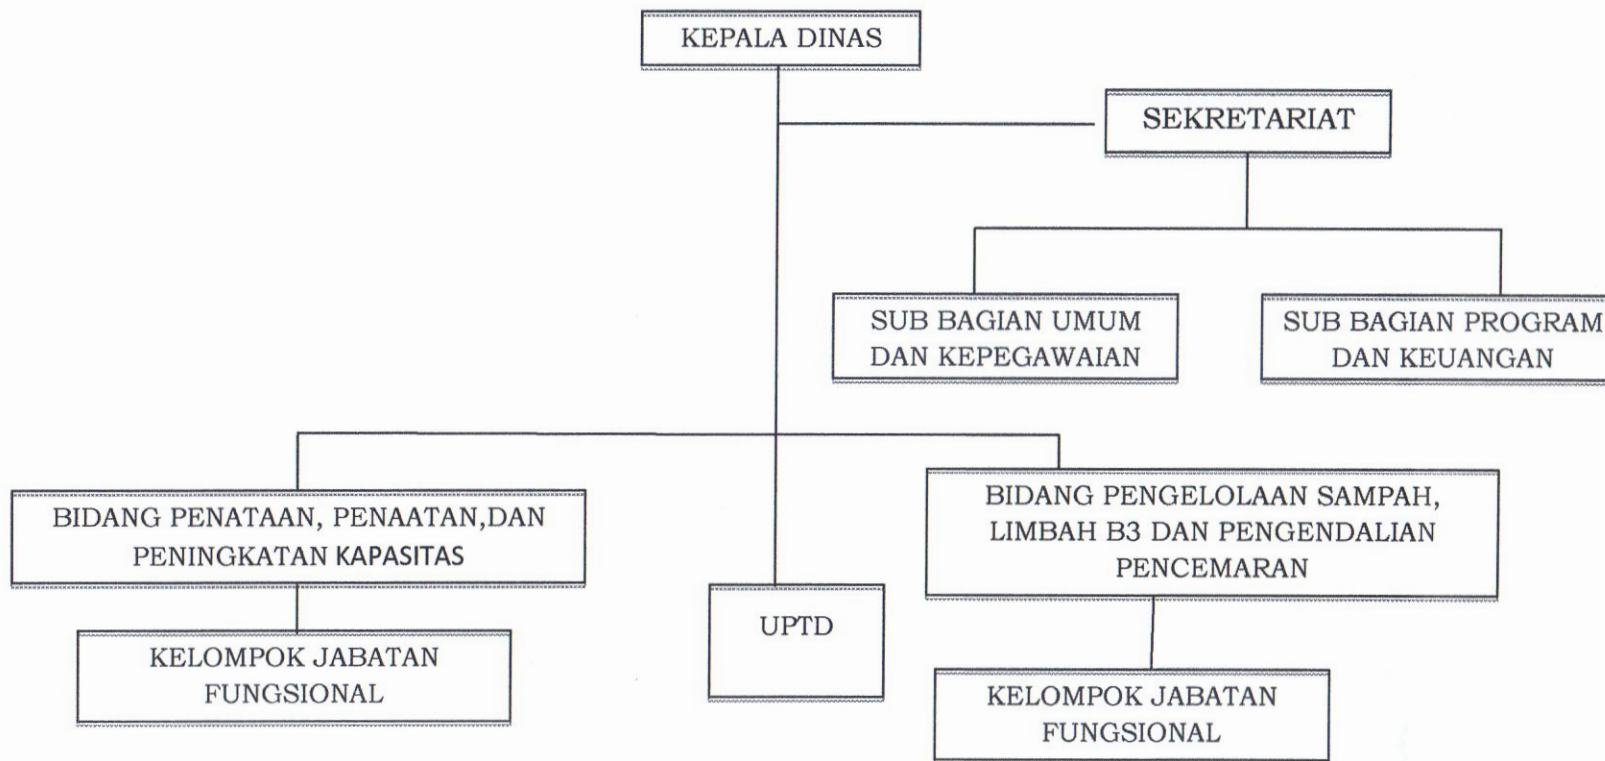 KEPALA DINAS
SEKRETARIAT
SUB BAGIAN UMUM
DAN KEPEGAWAIAN
SUB BAGIAN PROGRAM
DAN KEUANGAN
BIDANG PENATAAN, PENAATAN,DAN
PENINGKATAN KAPASITAS
BIDANG PENGELOLAAN SAMPAH,
LIMBAH B3 DAN PENGENDALIAN
PENCEMARAN
UPTD
KELOMPOK JABATAN
FUNGSIONAL
KELOMPOK JABATAN
FUNGSIONAL